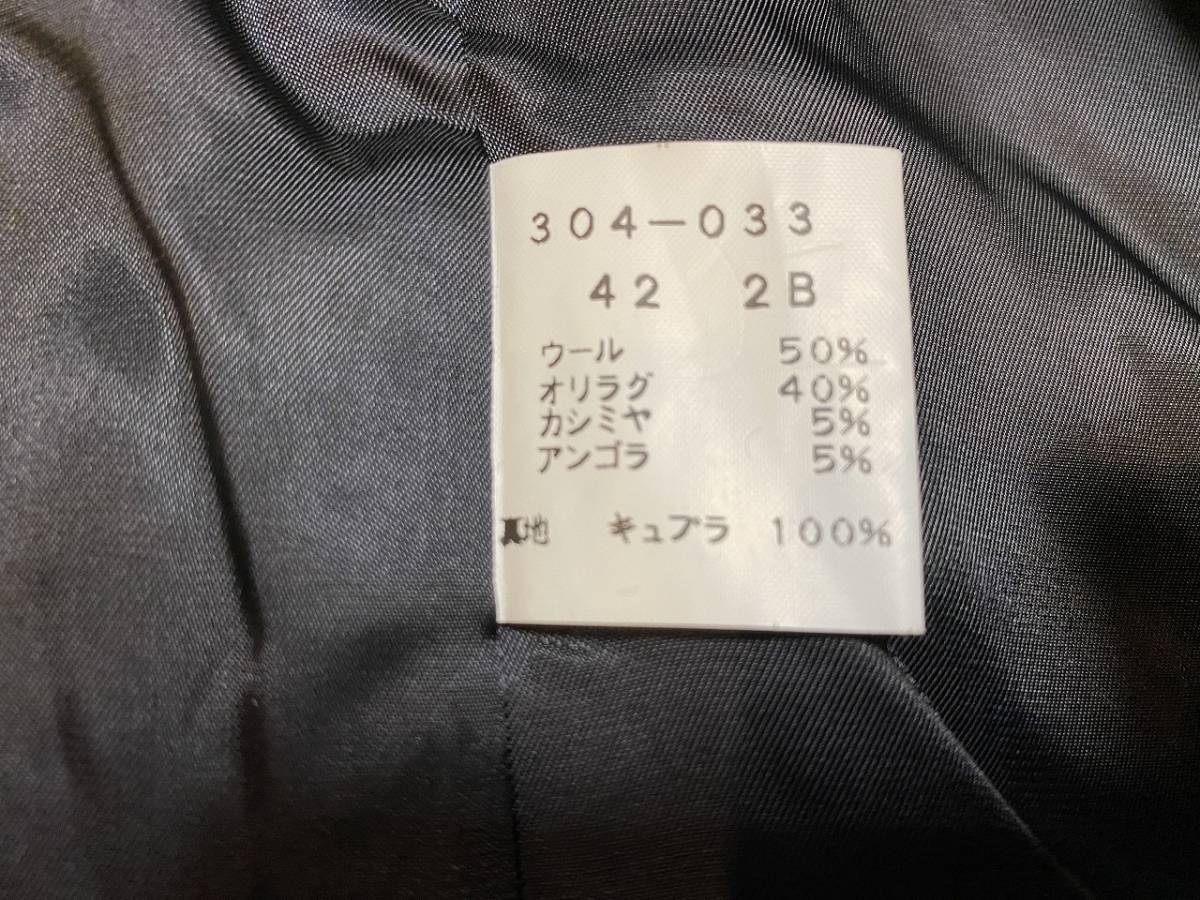 304-033
42 2B
ウール 50%
オリラグ 40%
カシミヤ 5%
アンゴラ 5%
裏地 キュプラ 100%